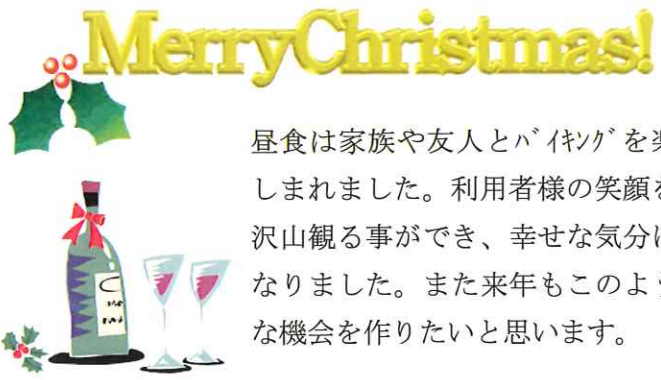 MerryChristmas!
昼食は家族や友人とﾊﾞｲｷﾝｸﾞを楽
しまれました。利用者様の笑顔を
沢山観る事ができ、幸せな気分に
なりました。また来年もこのよう
な機会を作りたいと思います。